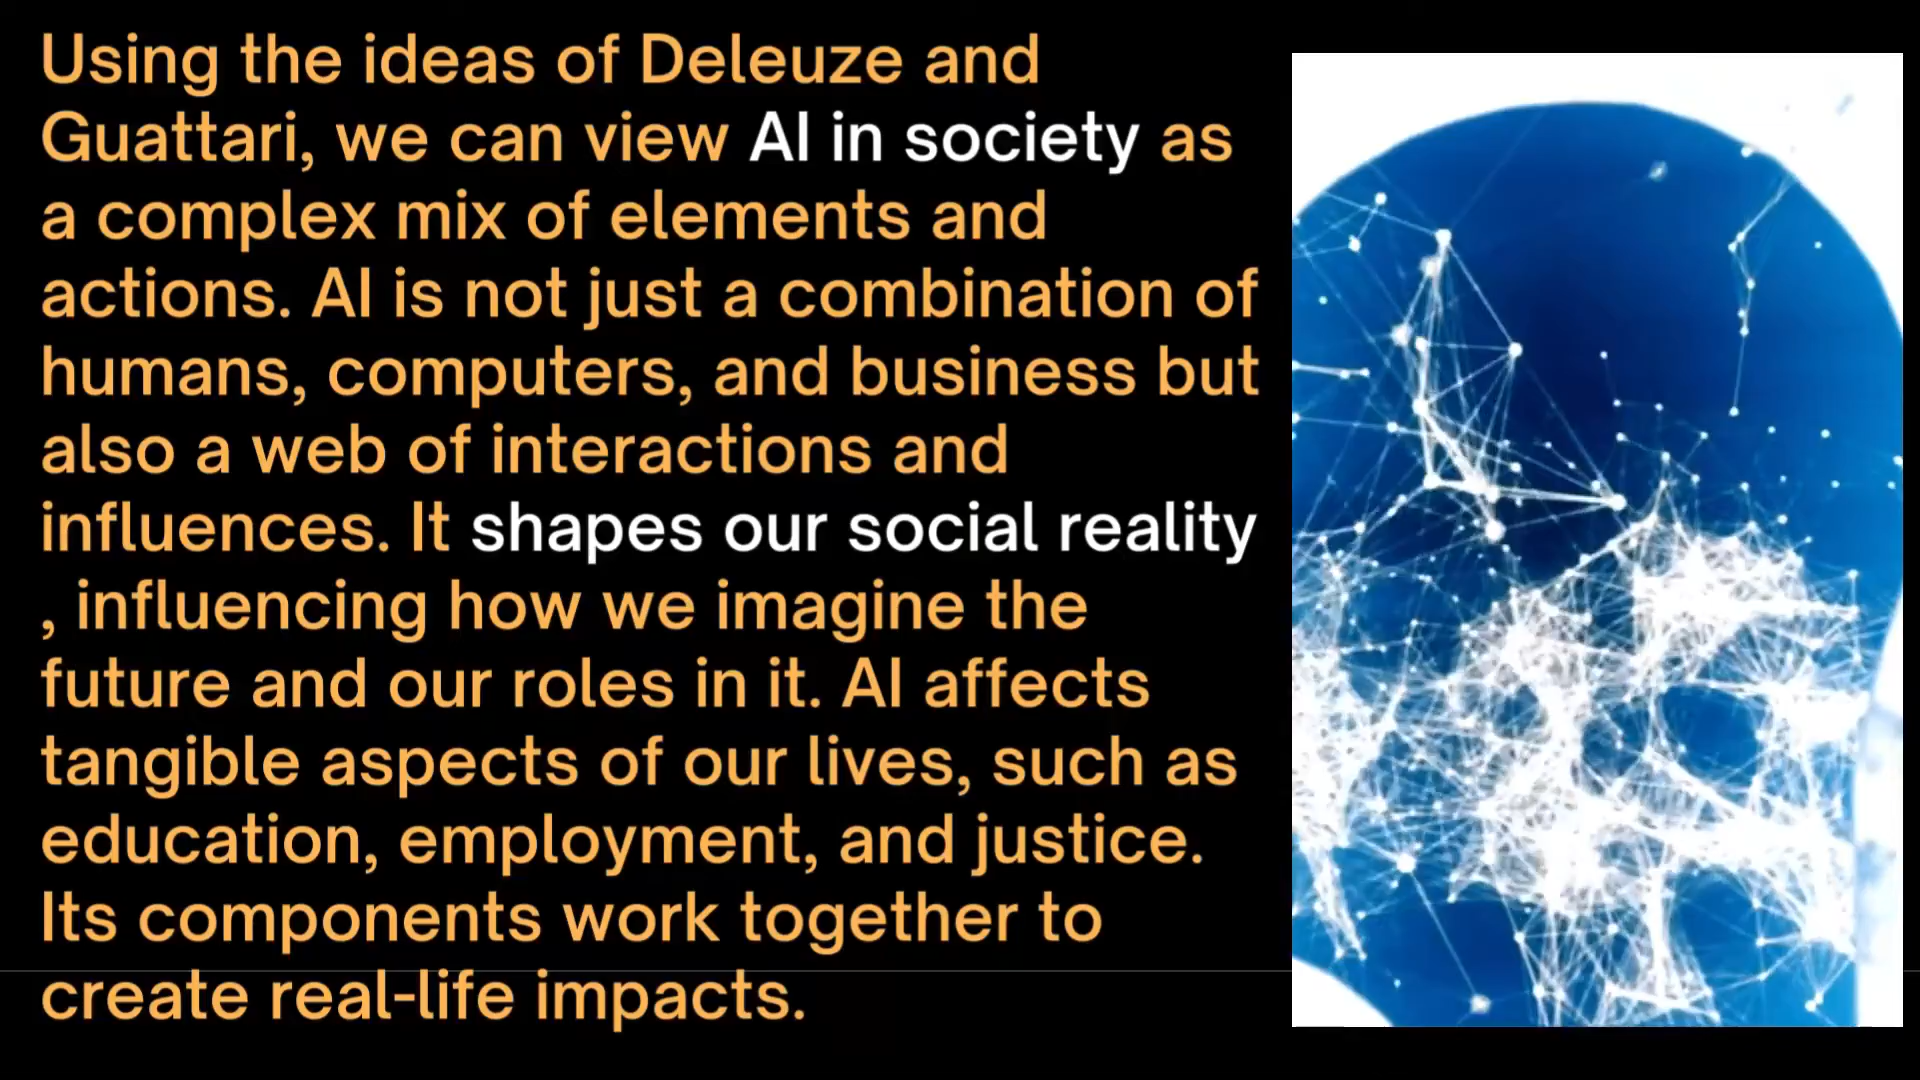 Using the ideas of Deleuze and
Guattari, we can view AI in society as
a complex mix of elements and
actions. AI is not just a combination of
humans, computers, and business but
also a web of interactions and
influences. It shapes our social reality
, influencing how we imagine the
future and our roles in it. AI affects
tangible aspects of our lives, such as
education, employment, and justice.
Its components work together to
create real-life impacts.